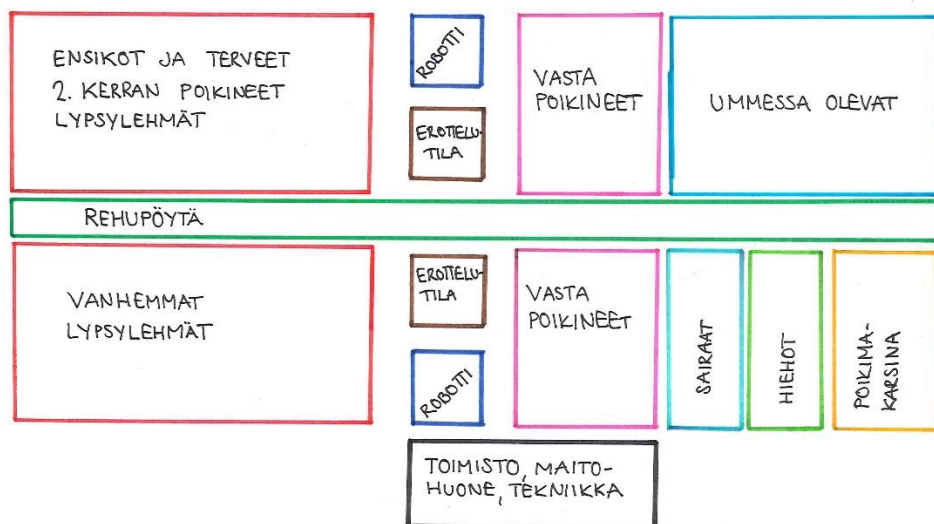 ENSIKOT JA TERVEET
2. KERRAN POIKINEET
LYPSYLEHMÄT
ROBOTTI
EROTTELU-
TILA
VASTA
POIKINEET
UMMESSA OLEVAT
REHUPÖYTÄ
VANHEMMAT
LYPSYLEHMÄT
EROTTELU-
TILA
ROBOTTI
VASTA
POIKINEET
SAIRAAT
HIEHOT
POIKIMA-
KARSINA
TOIMISTO, MAITO-
HUONE, TEKNIIKKA